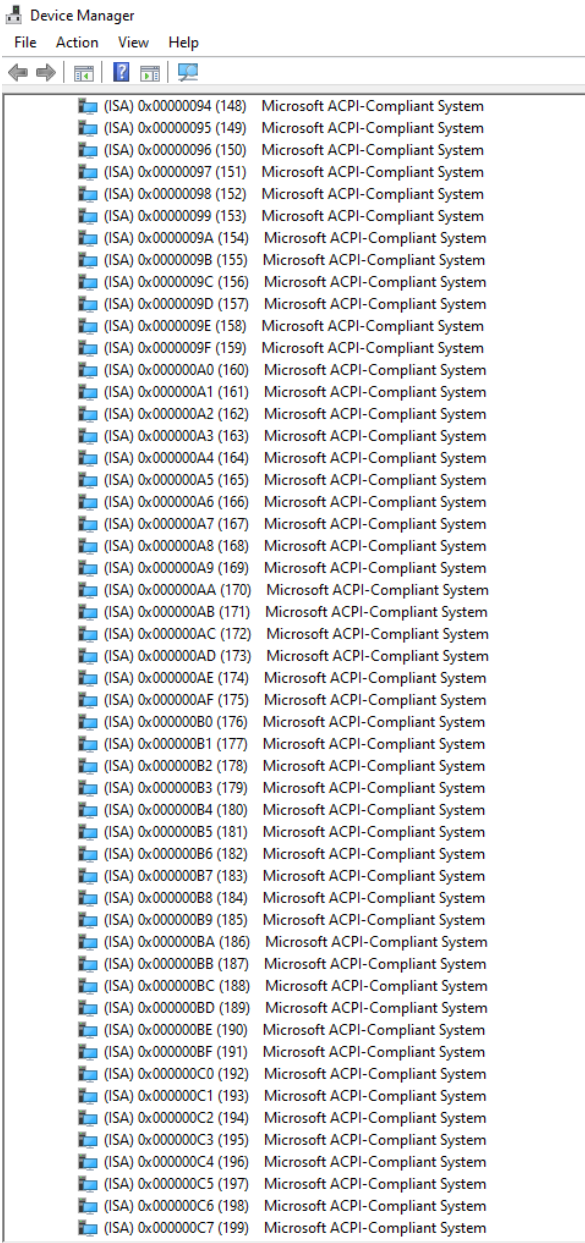 Device Manager
File Action View Help
(ISA) 0x00000094 (148) Microsoft ACPI-Compliant System
(ISA) 0x00000095 (149) Microsoft ACPI-Compliant System
(ISA) 0x00000096 (150) Microsoft ACPI-Compliant System
(ISA) 0x00000097 (151) Microsoft ACPI-Compliant System
(ISA) 0x00000098 (152) Microsoft ACPI-Compliant System
(ISA) 0x00000099 (153) Microsoft ACPI-Compliant System
(ISA) 0x0000009A (154) Microsoft ACPI-Compliant System
(ISA) 0x0000009B (155) Microsoft ACPI-Compliant System
(ISA) 0x0000009C (156) Microsoft ACPI-Compliant System
(ISA) 0x0000009D (157) Microsoft ACPI-Compliant System
(ISA) 0x0000009E (158) Microsoft ACPI-Compliant System
(ISA) 0x0000009F (159) Microsoft ACPI-Compliant System
(ISA) 0x000000A0 (160) Microsoft ACPI-Compliant System
(ISA) 0x000000A1 (161) Microsoft ACPI-Compliant System
(ISA) 0x000000A2 (162) Microsoft ACPI-Compliant System
(ISA) 0x000000A3 (163) Microsoft ACPI-Compliant System
(ISA) 0x000000A4 (164) Microsoft ACPI-Compliant System
(ISA) 0x000000A5 (165) Microsoft ACPI-Compliant System
(ISA) 0x000000A6 (166) Microsoft ACPI-Compliant System
(ISA) 0x000000A7 (167) Microsoft ACPI-Compliant System
(ISA) 0x000000A8 (168) Microsoft ACPI-Compliant System
(ISA) 0x000000A9 (169) Microsoft ACPI-Compliant System
(ISA) 0x000000AA (170) Microsoft ACPI-Compliant System
(ISA) 0x000000AB (171) Microsoft ACPI-Compliant System
(ISA) 0x000000AC (172) Microsoft ACPI-Compliant System
(ISA) 0x000000AD (173) Microsoft ACPI-Compliant System
(ISA) 0x000000AE (174) Microsoft ACPI-Compliant System
(ISA) 0x000000AF (175) Microsoft ACPI-Compliant System
(ISA) 0x000000B0 (176) Microsoft ACPI-Compliant System
(ISA) 0x000000B1 (177) Microsoft ACPI-Compliant System
(ISA) 0x000000B2 (178) Microsoft ACPI-Compliant System
(ISA) 0x000000B3 (179) Microsoft ACPI-Compliant System
(ISA) 0x000000B4 (180) Microsoft ACPI-Compliant System
(ISA) 0x000000B5 (181) Microsoft ACPI-Compliant System
(ISA) 0x000000B6 (182) Microsoft ACPI-Compliant System
(ISA) 0x000000B7 (183) Microsoft ACPI-Compliant System
(ISA) 0x000000B8 (184) Microsoft ACPI-Compliant System
(ISA) 0x000000B9 (185) Microsoft ACPI-Compliant System
(ISA) 0x000000BA (186) Microsoft ACPI-Compliant System
(ISA) 0x000000BB (187) Microsoft ACPI-Compliant System
(ISA) 0x000000BC (188) Microsoft ACPI-Compliant System
(ISA) 0x000000BD (189) Microsoft ACPI-Compliant System
(ISA) 0x000000BE (190) Microsoft ACPI-Compliant System
(ISA) 0x000000BF (191) Microsoft ACPI-Compliant System
(ISA) 0x000000C0 (192) Microsoft ACPI-Compliant System
(ISA) 0x000000C1 (193) Microsoft ACPI-Compliant System
(ISA) 0x000000C2 (194) Microsoft ACPI-Compliant System
(ISA) 0x000000C3 (195) Microsoft ACPI-Compliant System
(ISA) 0x000000C4 (196) Microsoft ACPI-Compliant System
(ISA) 0x000000C5 (197) Microsoft ACPI-Compliant System
(ISA) 0x000000C6 (198) Microsoft ACPI-Compliant System
(ISA) 0x000000C7 (199) Microsoft ACPI-Compliant System